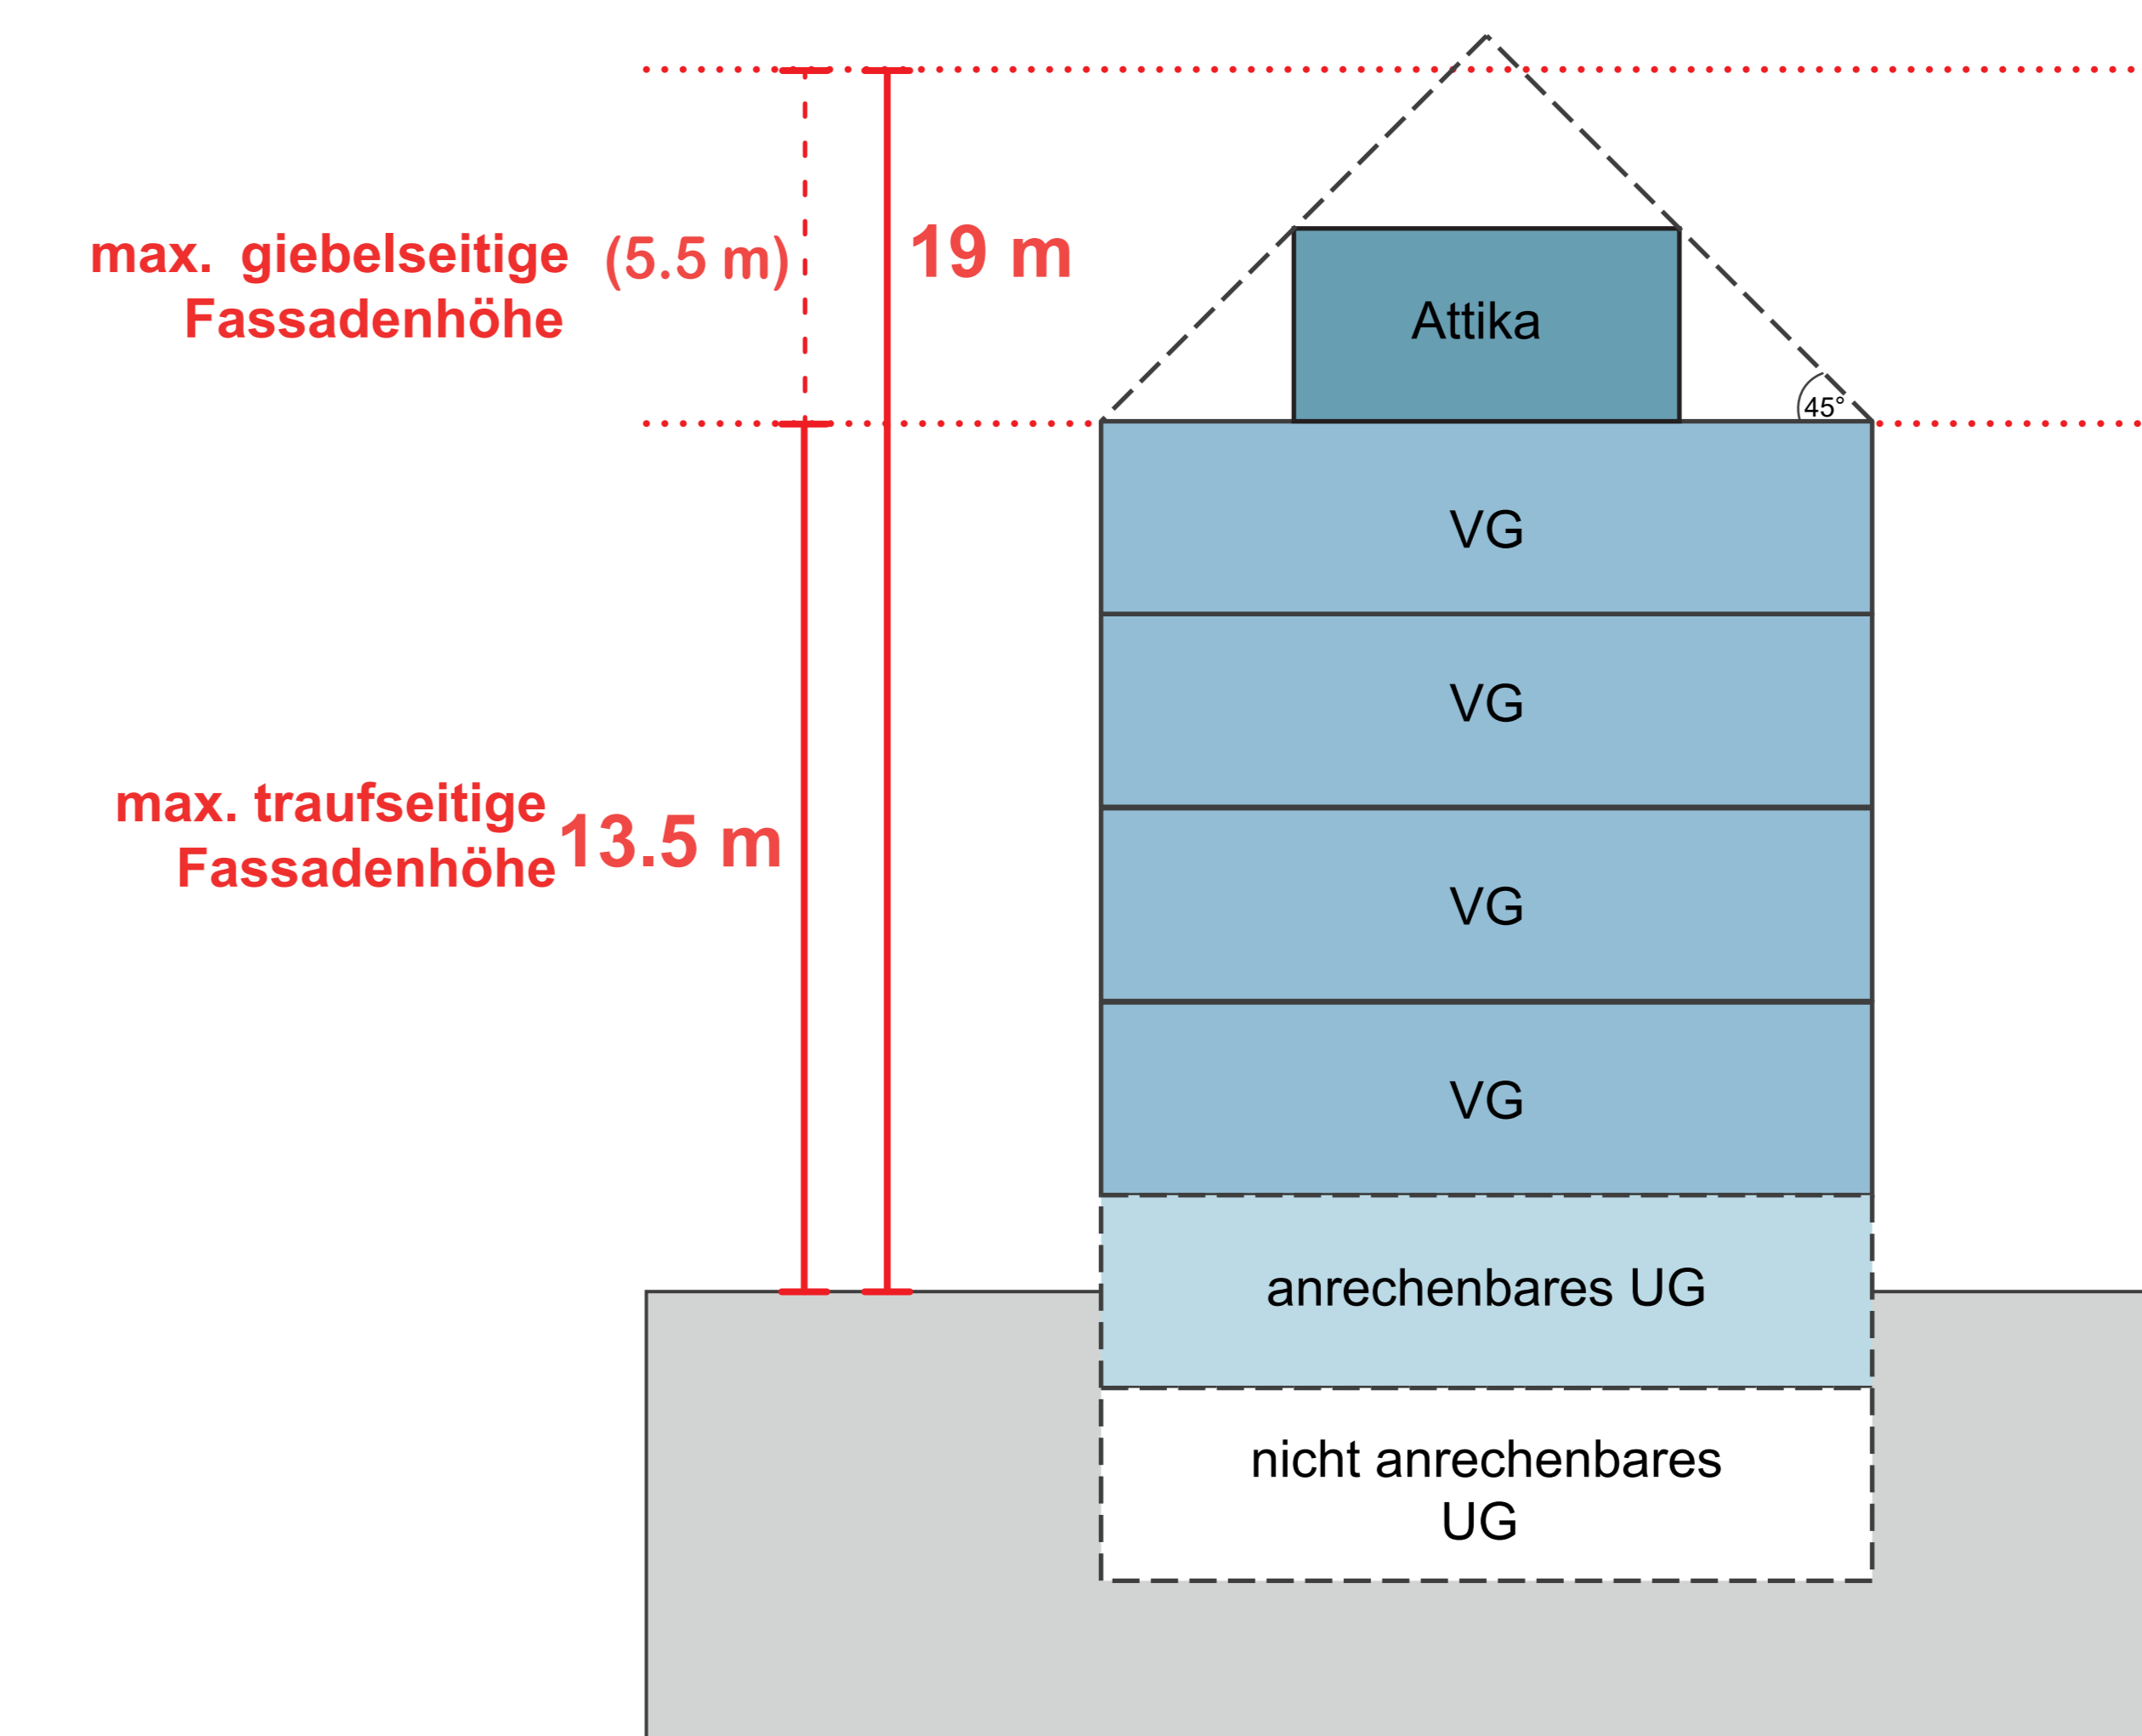 max. giebelseitige (5.5 m) 19 m
Fassadenhöhe
Attika
45°
VG
VG
max. traufseitige
Fassadenhöhe 13.5 m
VG
VG
anrechenbares UG
nicht anrechenbares
UG